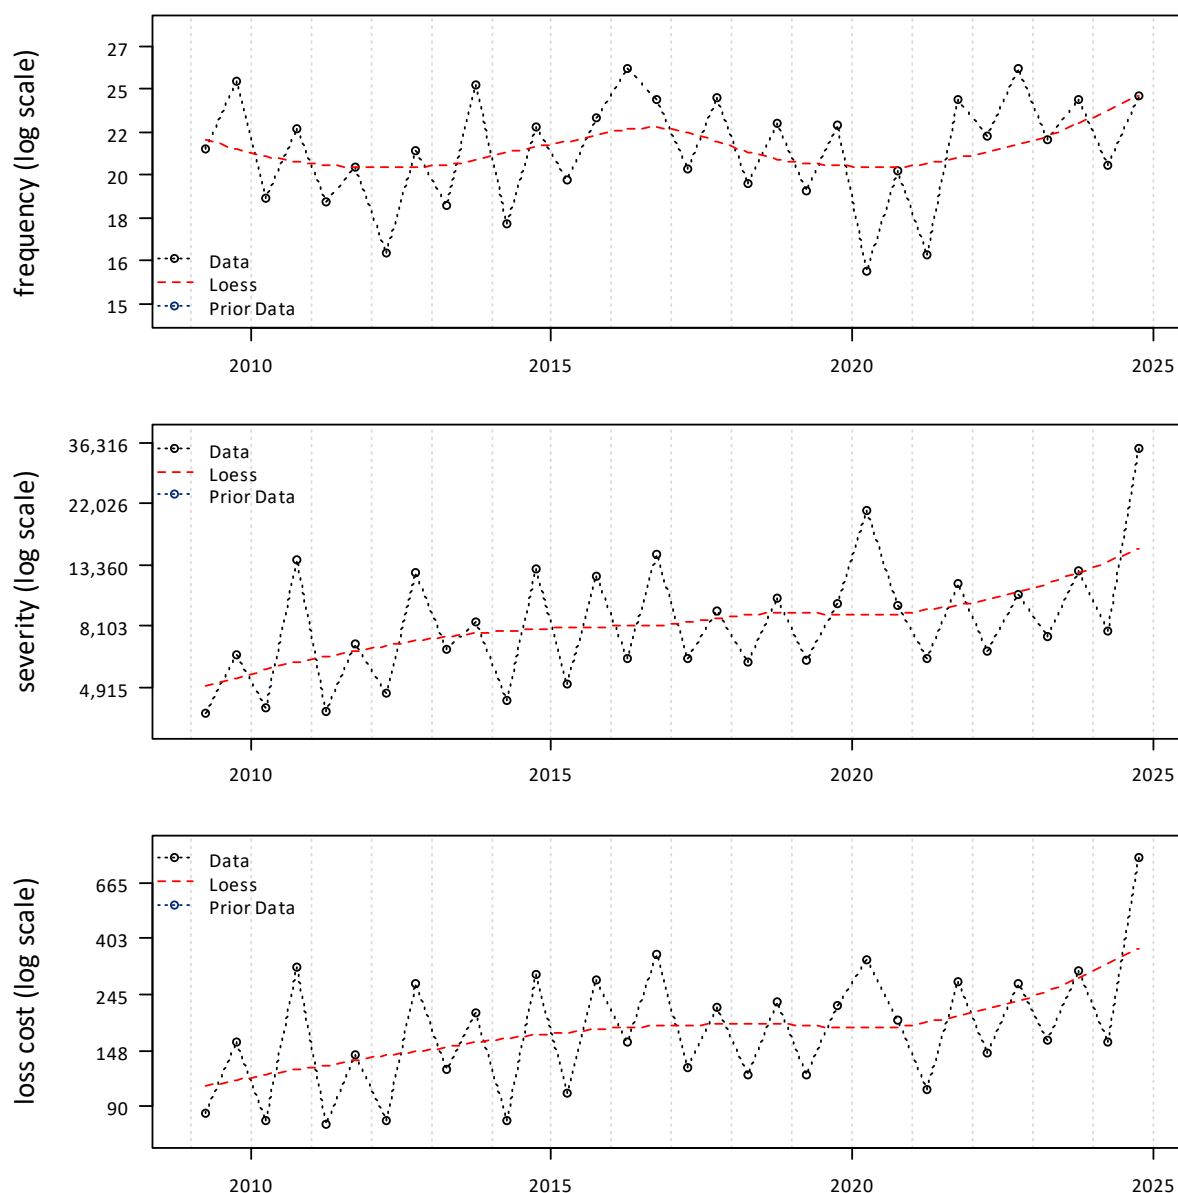 frequency (log scale)
27
25
22
20
18
16
15
Data
Loess
Prior Data
2010
2015
2020
2025
severity (log scale)
36,316
22,026
13,360
8,103
4,915
Data
Loess
Prior Data
2010
2015
2020
2025
loss cost (log scale)
665
403
245
148
90
Data
Loess
Prior Data
2010
2015
2020
2025